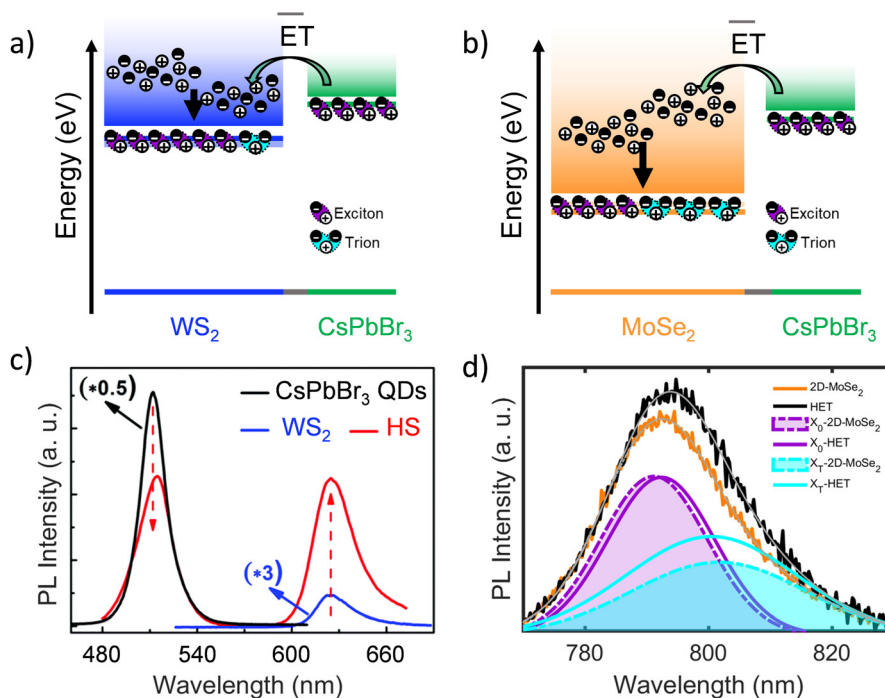 a)
ET
Energy (eV)
Exciton
Trion
WS2
CsPbBr3
b)
ET
Energy (eV)
Exciton
Trion
MoSe2
CsPbBr3
c)
(*0.5)
CsPbBr3 QDs
WS2
HS
(*3)
PL Intensity (a. u.)
480
540
600
660
Wavelength (nm)
d)
2D-MoSe2
HET
X0-2D-MoSe2
X0-HET
XT-2D-MoSe2
XT-HET
PL Intensity (a. u.)
780
800
820
Wavelength (nm)